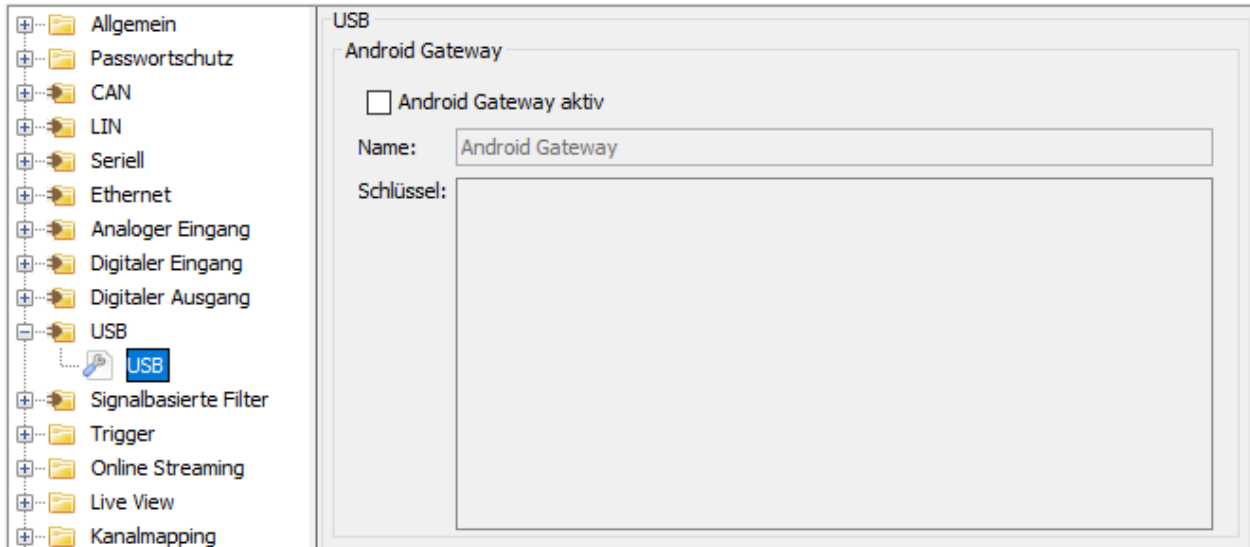 Allgemein
Passwortschutz
CAN
LIN
Seriell
Ethernet
Analoger Eingang
Digitaler Eingang
Digitaler Ausgang
USB
USB
Signalbasierte Filter
Trigger
Online Streaming
Live View
Kanalmapping
USB
Android Gateway
Android Gateway aktiv
Name: Android Gateway
Schlüssel: